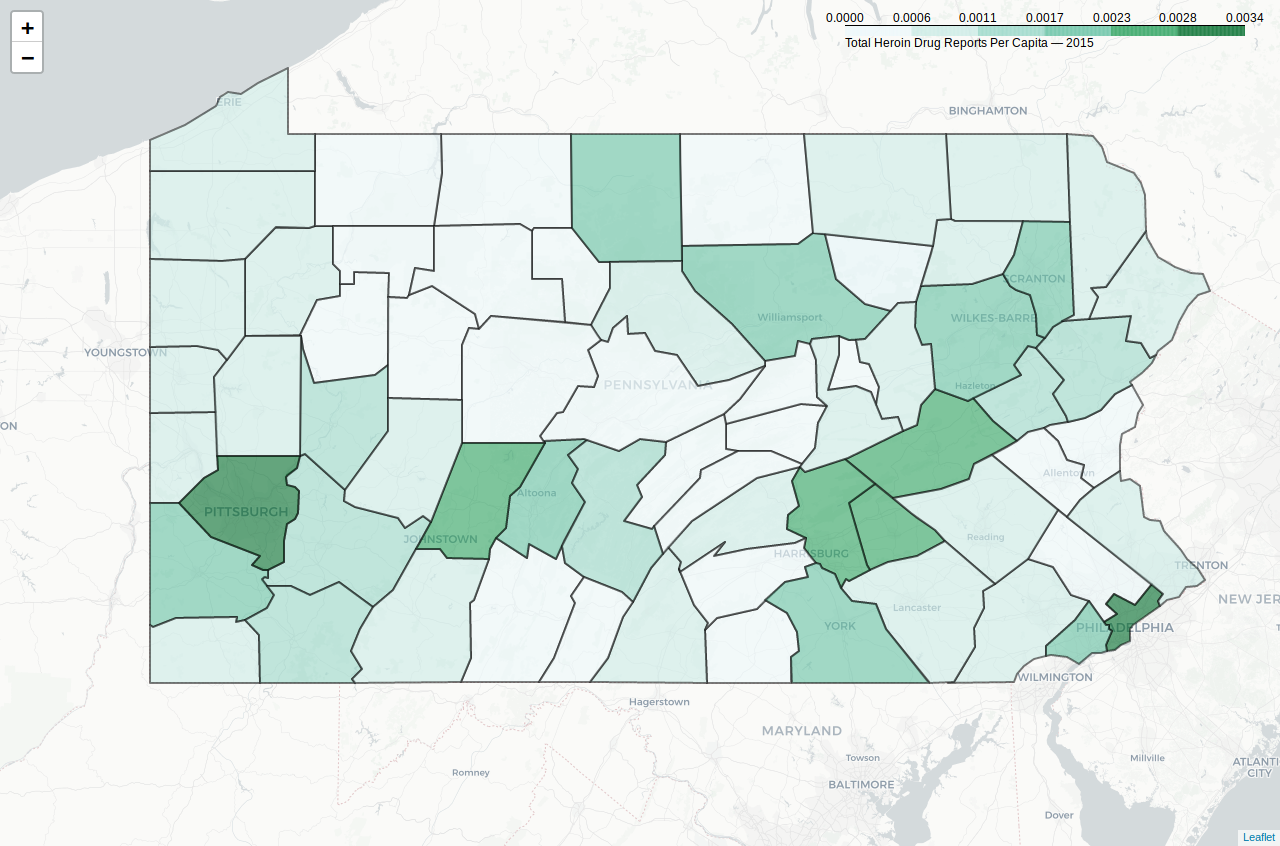 +
−
0.0000 0.0006 0.0011 0.0017 0.0023 0.0028 0.0034
Total Heroin Drug Reports Per Capita — 2015
ERIE
BINGHAMTON
SCRANTON
Williamsport
WILKES-BARRE
YOUNGSTOWN
PENNSYLVANIA
Hazleton
ON
Allentown
Altoona
PITTSBURGH
JOHNSTOWN
Reading
HARRISBURG
TRENTON
NEW JER
Lancaster
YORK
PHILADELPHIA
T
WILMINGTON
Hagerstown
MARYLAND
Towson
Millville
ATLANTI
CITY
Romney
BALTIMORE
Dover
Leaflet